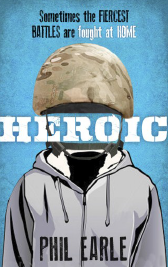 Sometimes the FIERCEST
BATTLES are fought at HOME
HEROIC
PHIL EARLE